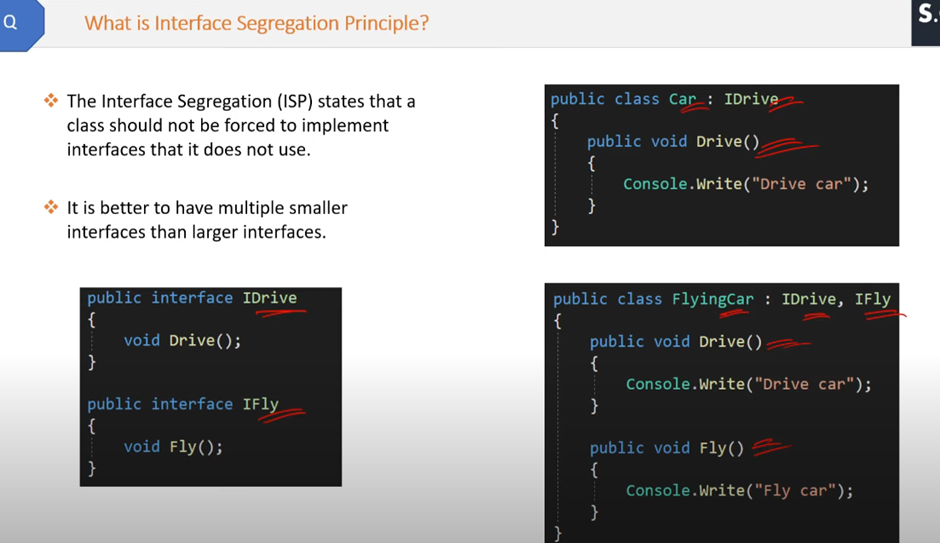 Q
What is Interface Segregation Principle?
S.
❖ The Interface Segregation (ISP) states that a
class should not be forced to implement
interfaces that it does not use.
❖ It is better to have multiple smaller
interfaces than larger interfaces.
public interface IDrive
{
void Drive();
}
public interface IFly
{
void Fly();
}
public class Car : IDrive
{
public void Drive()
{
Console.Write("Drive car");
}
}
public class FlyingCar : IDrive, IFly
{
public void Drive()
{
Console.Write("Drive car");
}
public void Fly()
{
Console.Write("Fly car");
}
}